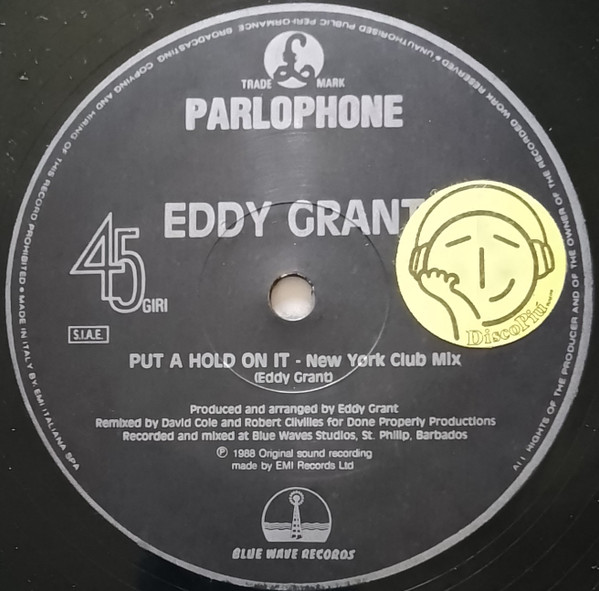 TRADE MARK
PARLOPHONE
EDDY GRANT
45 GIRI
S.I.A.E.
DiscoPiù
PUT A HOLD ON IT - New York Club Mix
(Eddy Grant)
Produced and arranged by Eddy Grant
Remixed by David Cole and Robert Clivilles for Done Properly Productions
Recorded and mixed at Blue Waves Studios, St. Philip, Barbados
℗ 1988 Original sound recording
made by EMI Records Ltd
BLUE WAVE RECORDS
ALL RIGHTS OF THE PRODUCER AND OF THE OWNER OF THE RECORDED WORK RESERVED • UNAUTHORISED PUBLIC PERFORMANCE BROADCASTING COPYING AND HIRING OF THIS RECORD PROHIBITED • MADE IN ITALY BY EMI ITALIANA SPA